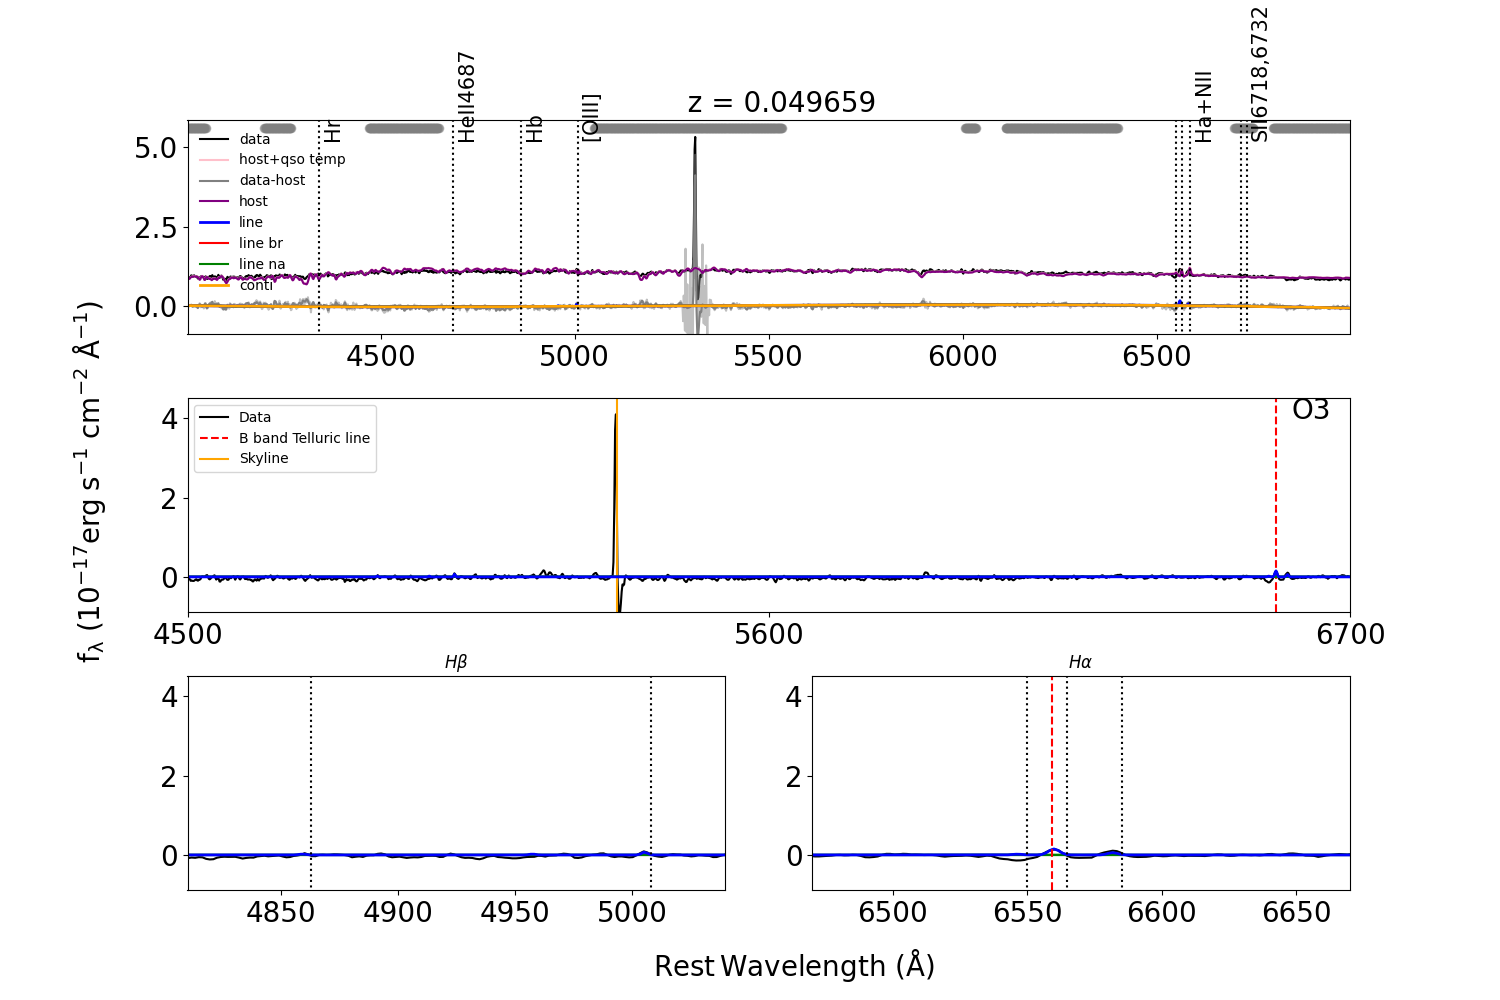 z = 0.049659
Hr
HeII4687
Hb
[OIII]
Ha+NII
SII6718,6732
data
host+qso temp
data-host
host
line
line br
line na
conti
5.0
2.5
0.0
4500 5000 5500 6000 6500
fλ (10⁻¹⁷erg s⁻¹ cm⁻² Å⁻¹)
Data
B band Telluric line
Skyline
O3
4
2
0
4500 5600 6700
Hβ
4
2
0
4850 4900 4950 5000
Hα
4
2
0
6500 6550 6600 6650
Rest Wavelength (Å)